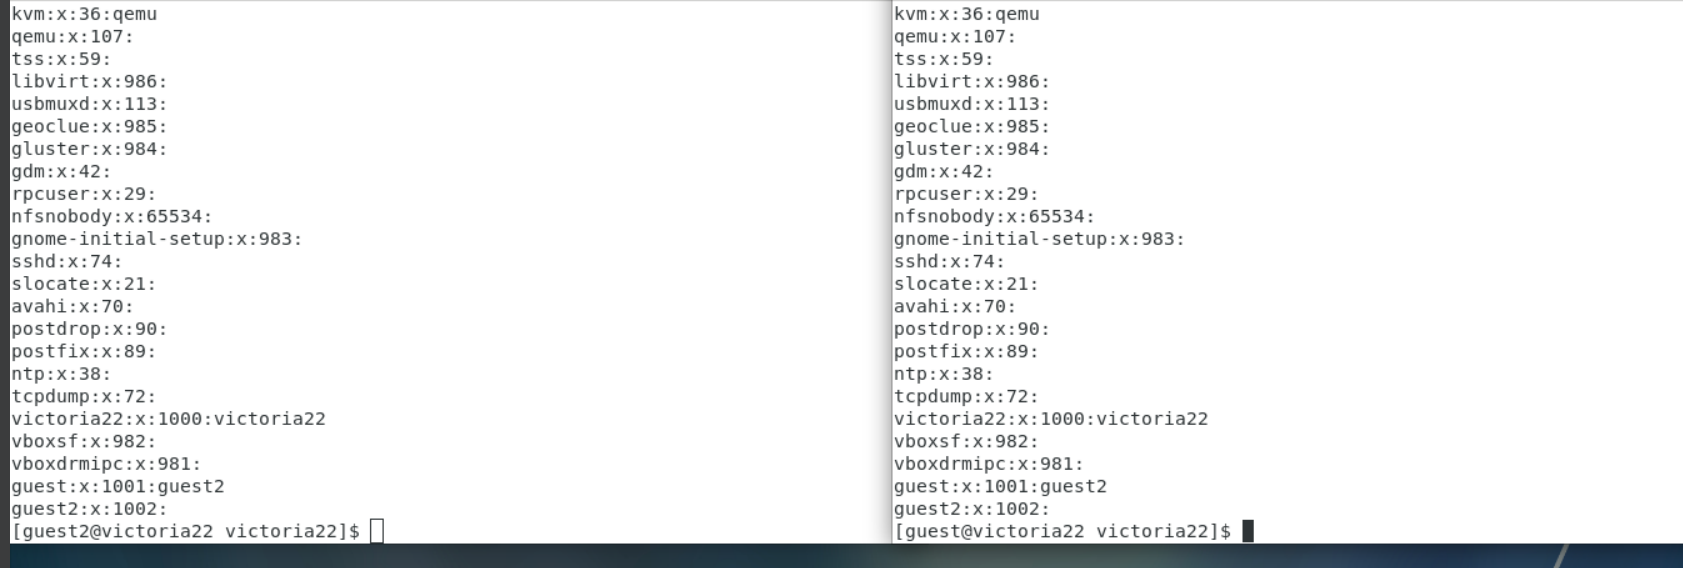 kvm:x:36:qemu
qemu:x:107:
tss:x:59:
libvirt:x:986:
usbmuxd:x:113:
geoclue:x:985:
gluster:x:984:
gdm:x:42:
rpcuser:x:29:
nfsnobody:x:65534:
gnome-initial-setup:x:983:
sshd:x:74:
slocate:x:21:
avahi:x:70:
postdrop:x:90:
postfix:x:89:
ntp:x:38:
tcpdump:x:72:
victoria22:x:1000:victoria22
vboxsf:x:982:
vboxdrmipc:x:981:
guest:x:1001:guest2
guest2:x:1002:
[guest2@victoria22 victoria22]$
kvm:x:36:qemu
qemu:x:107:
tss:x:59:
libvirt:x:986:
usbmuxd:x:113:
geoclue:x:985:
gluster:x:984:
gdm:x:42:
rpcuser:x:29:
nfsnobody:x:65534:
gnome-initial-setup:x:983:
sshd:x:74:
slocate:x:21:
avahi:x:70:
postdrop:x:90:
postfix:x:89:
ntp:x:38:
tcpdump:x:72:
victoria22:x:1000:victoria22
vboxsf:x:982:
vboxdrmipc:x:981:
guest:x:1001:guest2
guest2:x:1002:
[guest@victoria22 victoria22]$